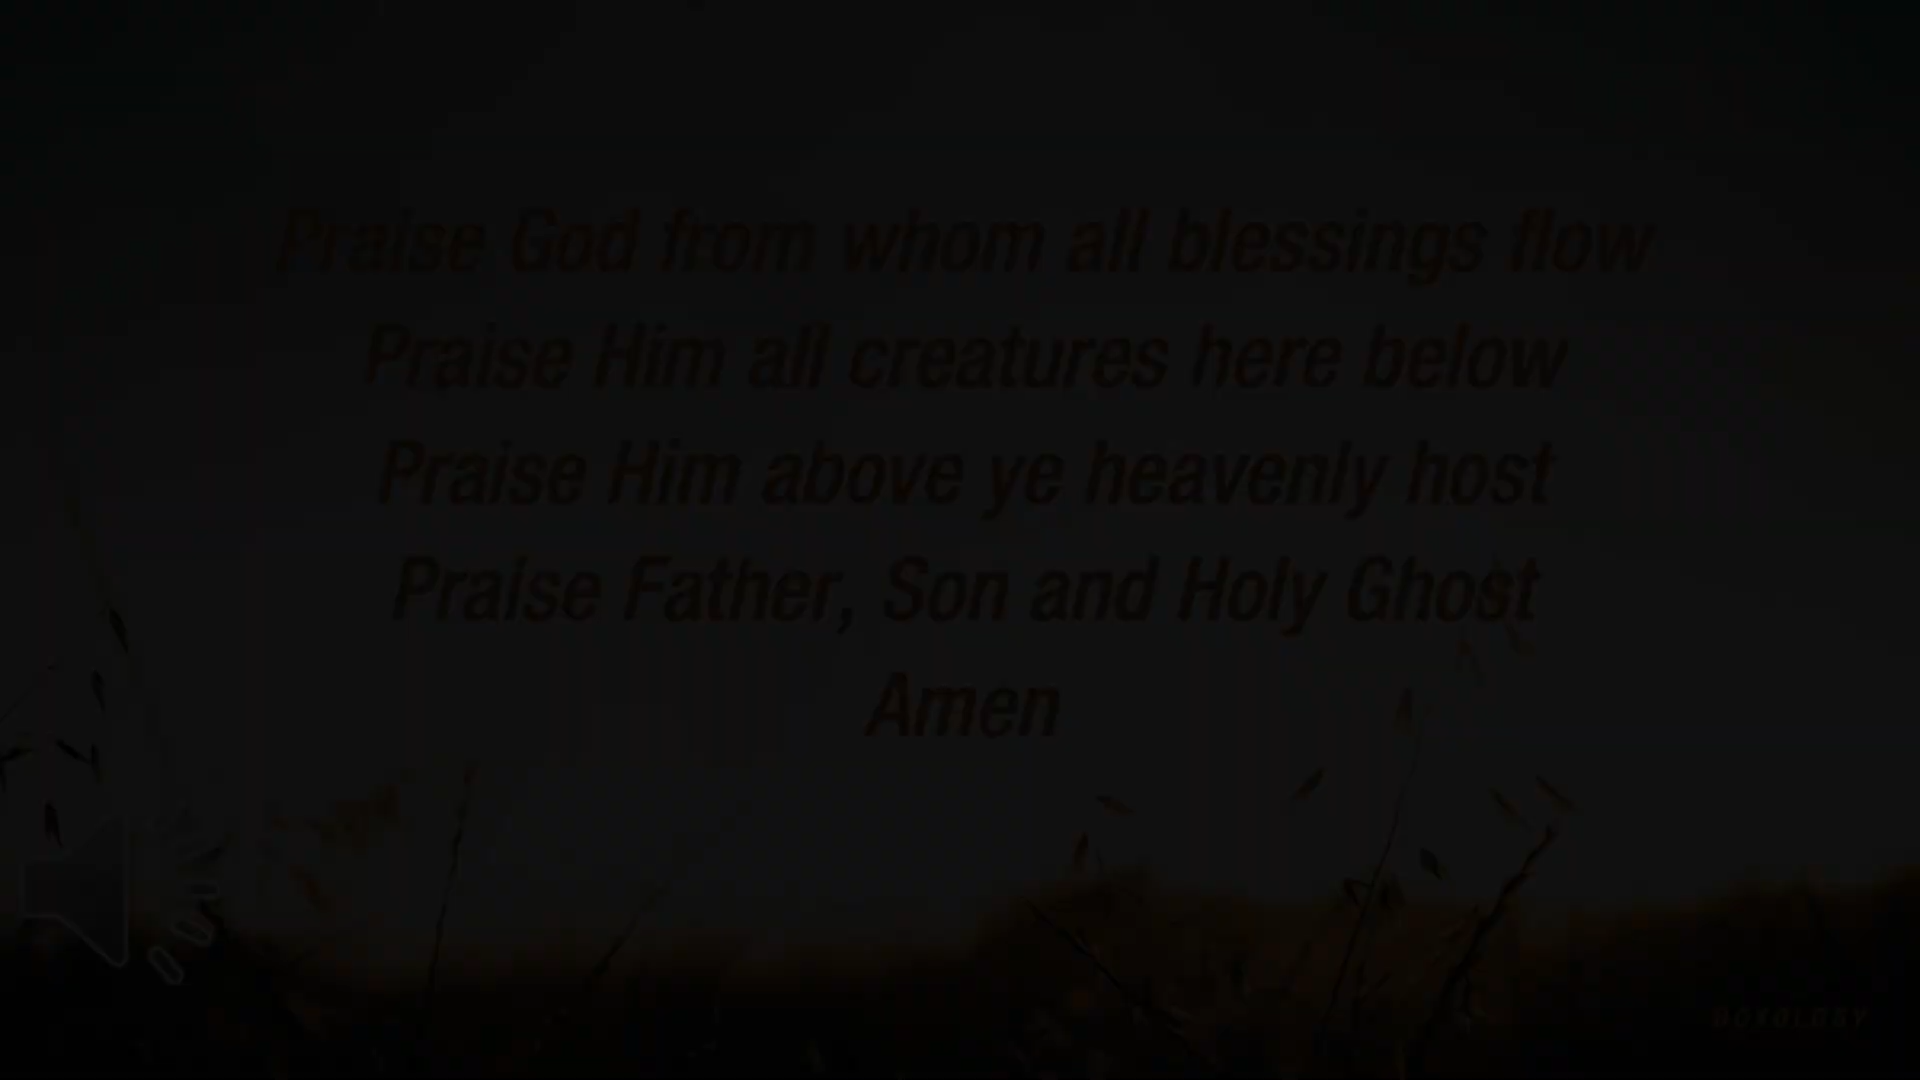 Praise God from whom all blessings flow
Praise Him all creatures here below
Praise Him above ye heavenly host
Praise Father, Son and Holy Ghost
Amen
DOXOLOGY